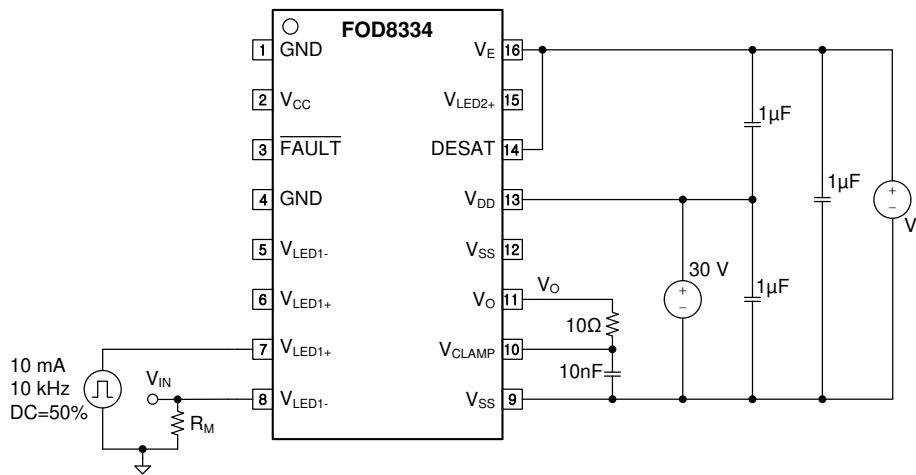 FOD8334
1 GND
2 VCC
3 FAULT
4 GND
5 VLED1-
6 VLED1+
7 VLED1+
8 VLED1-
VE 16
VLED2+ 15
DESAT 14
VDD 13
VSS 12
VO 11
VCLAMP 10
VSS 9
10 mA
10 kHz
DC=50%
VIN
RM
VO
10Ω
10nF
30 V
+
–
1µF
1µF
1µF
+
–
V